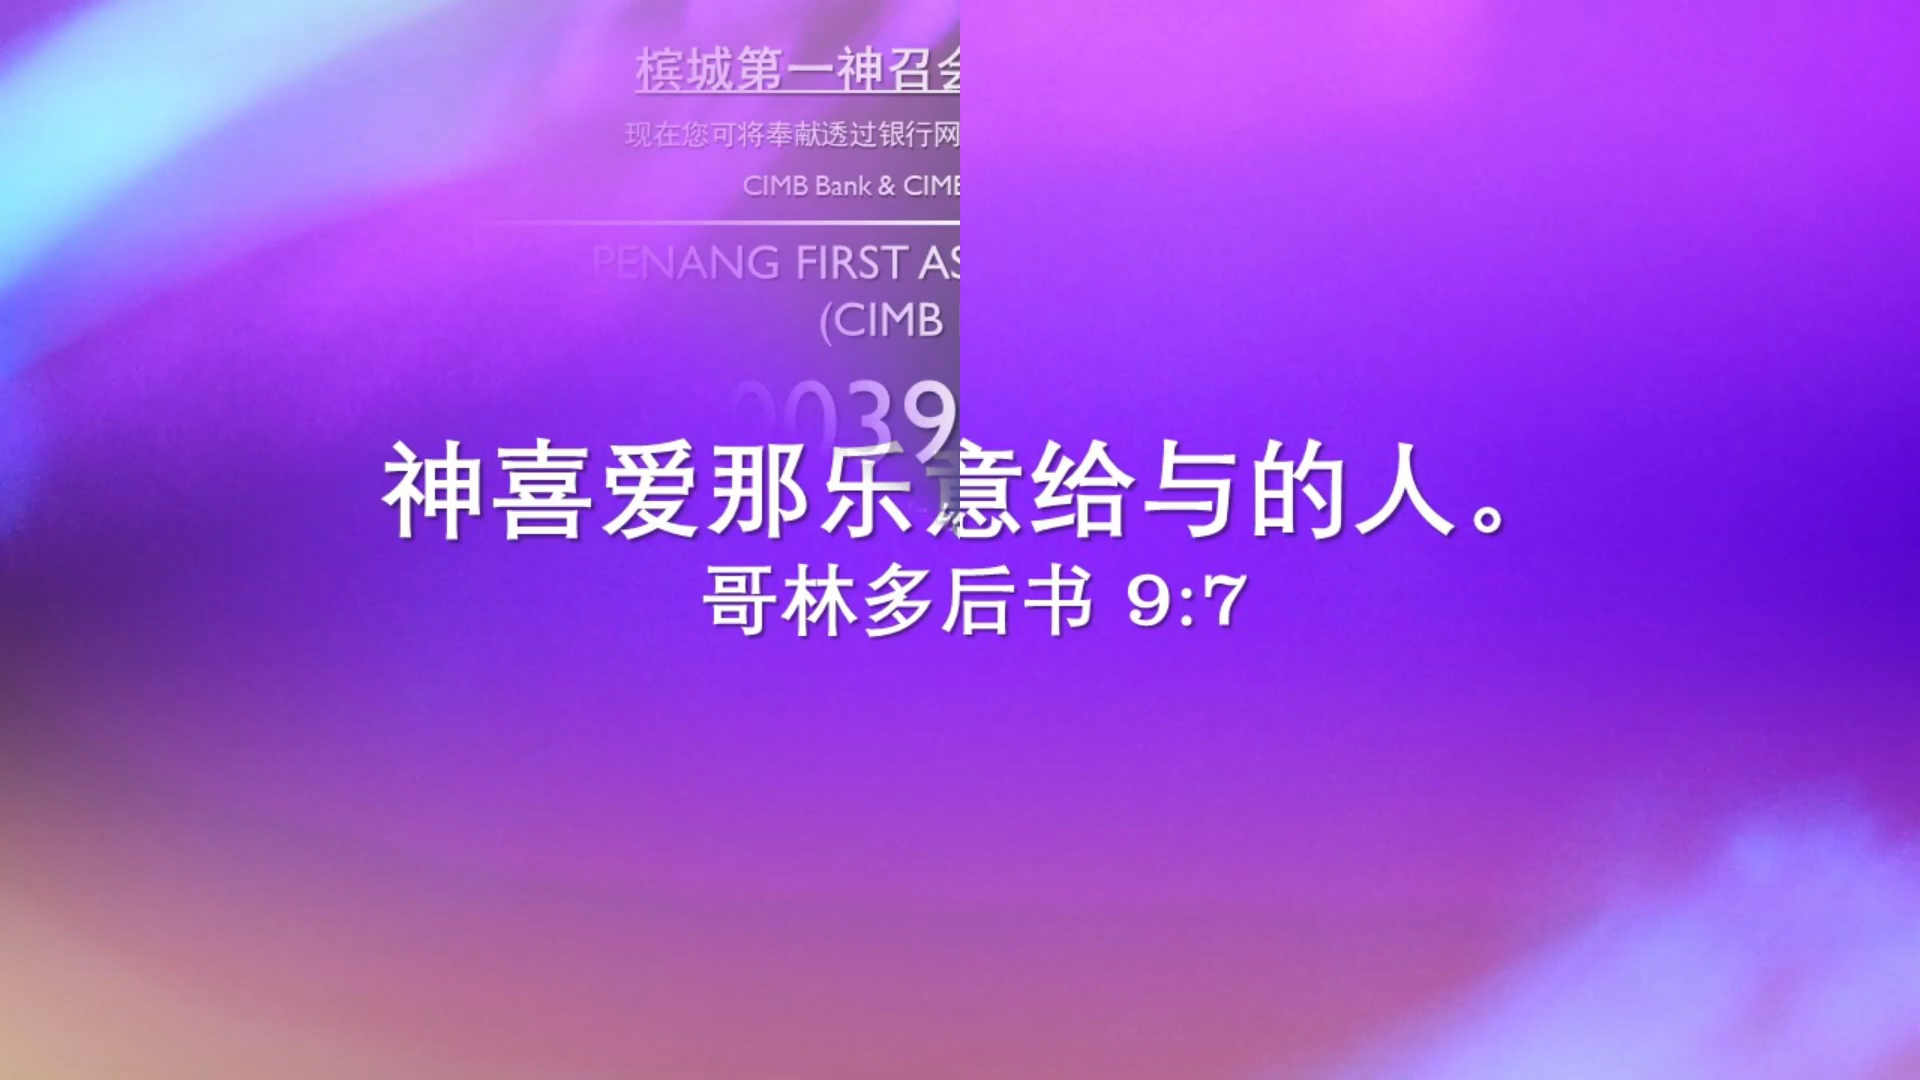 槟城第一神召会
现在您可将奉献透过银行网
CIMB Bank & CIMB
PENANG FIRST AS
(CIMB
0039
神喜爱那乐意给与的人。
哥林多后书 9:7